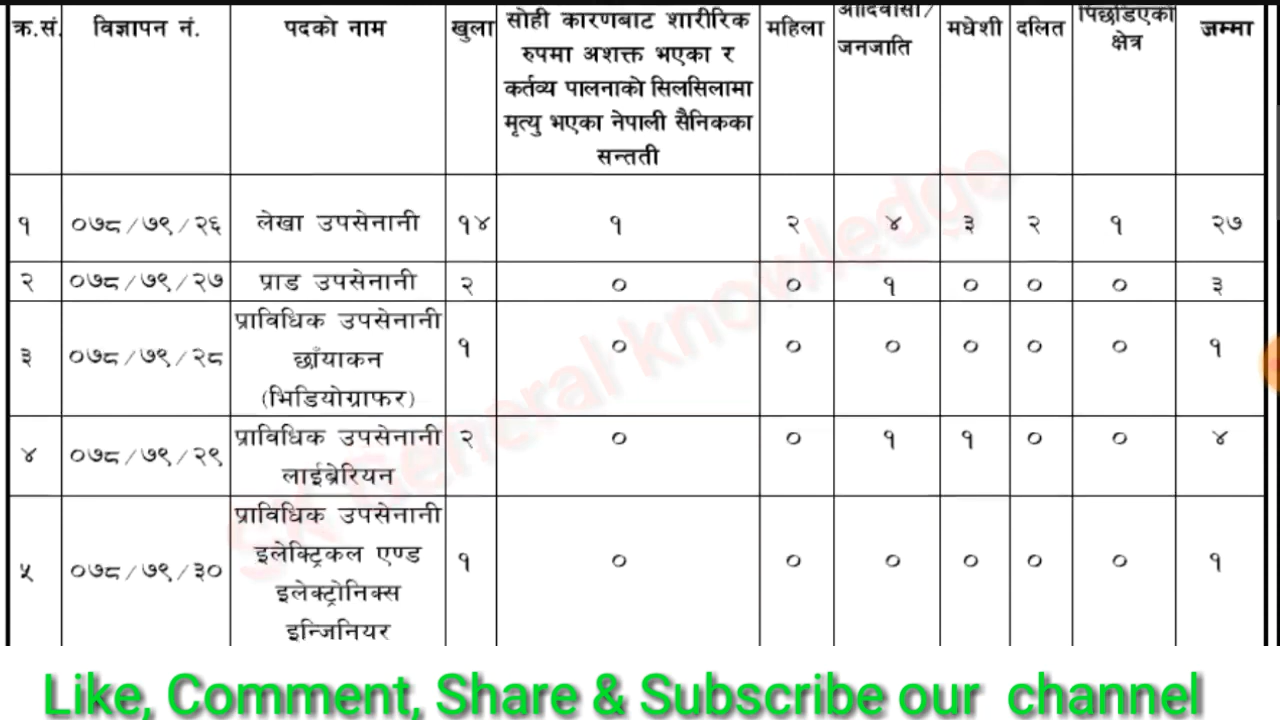 क्र.सं. विज्ञापन नं. पदको नाम खुला सोही कारणबाट शारीरिक रुपमा अशक्त भएका र कर्तव्य पालनाको सिलसिलामा मृत्यु भएका नेपाली सैनिकका सन्तती महिला आदिवासी/जनजाति मधेशी दलित पिछडिएको क्षेत्र जम्मा
१ ०७८/७९/२६ लेखा उपसेनानी १४ १ २ ४ ३ २ १ २७
२ ०७८/७९/२७ प्राड उपसेनानी २ ० ० १ ० ० ० ३
३ ०७८/७९/२८ प्राविधिक उपसेनानी छाँयाकन (भिडियोग्राफर) १ ० ० ० ० ० ० १
४ ०७८/७९/२९ प्राविधिक उपसेनानी लाईब्रेरियन २ ० ० १ १ ० ० ४
५ ०७८/७९/३० प्राविधिक उपसेनानी इलेक्ट्रिकल एण्ड इलेक्ट्रोनिक्स इन्जिनियर १ ० ० ० ० ० ० १
SK General knowledge
Like, Comment, Share & Subscribe our channel